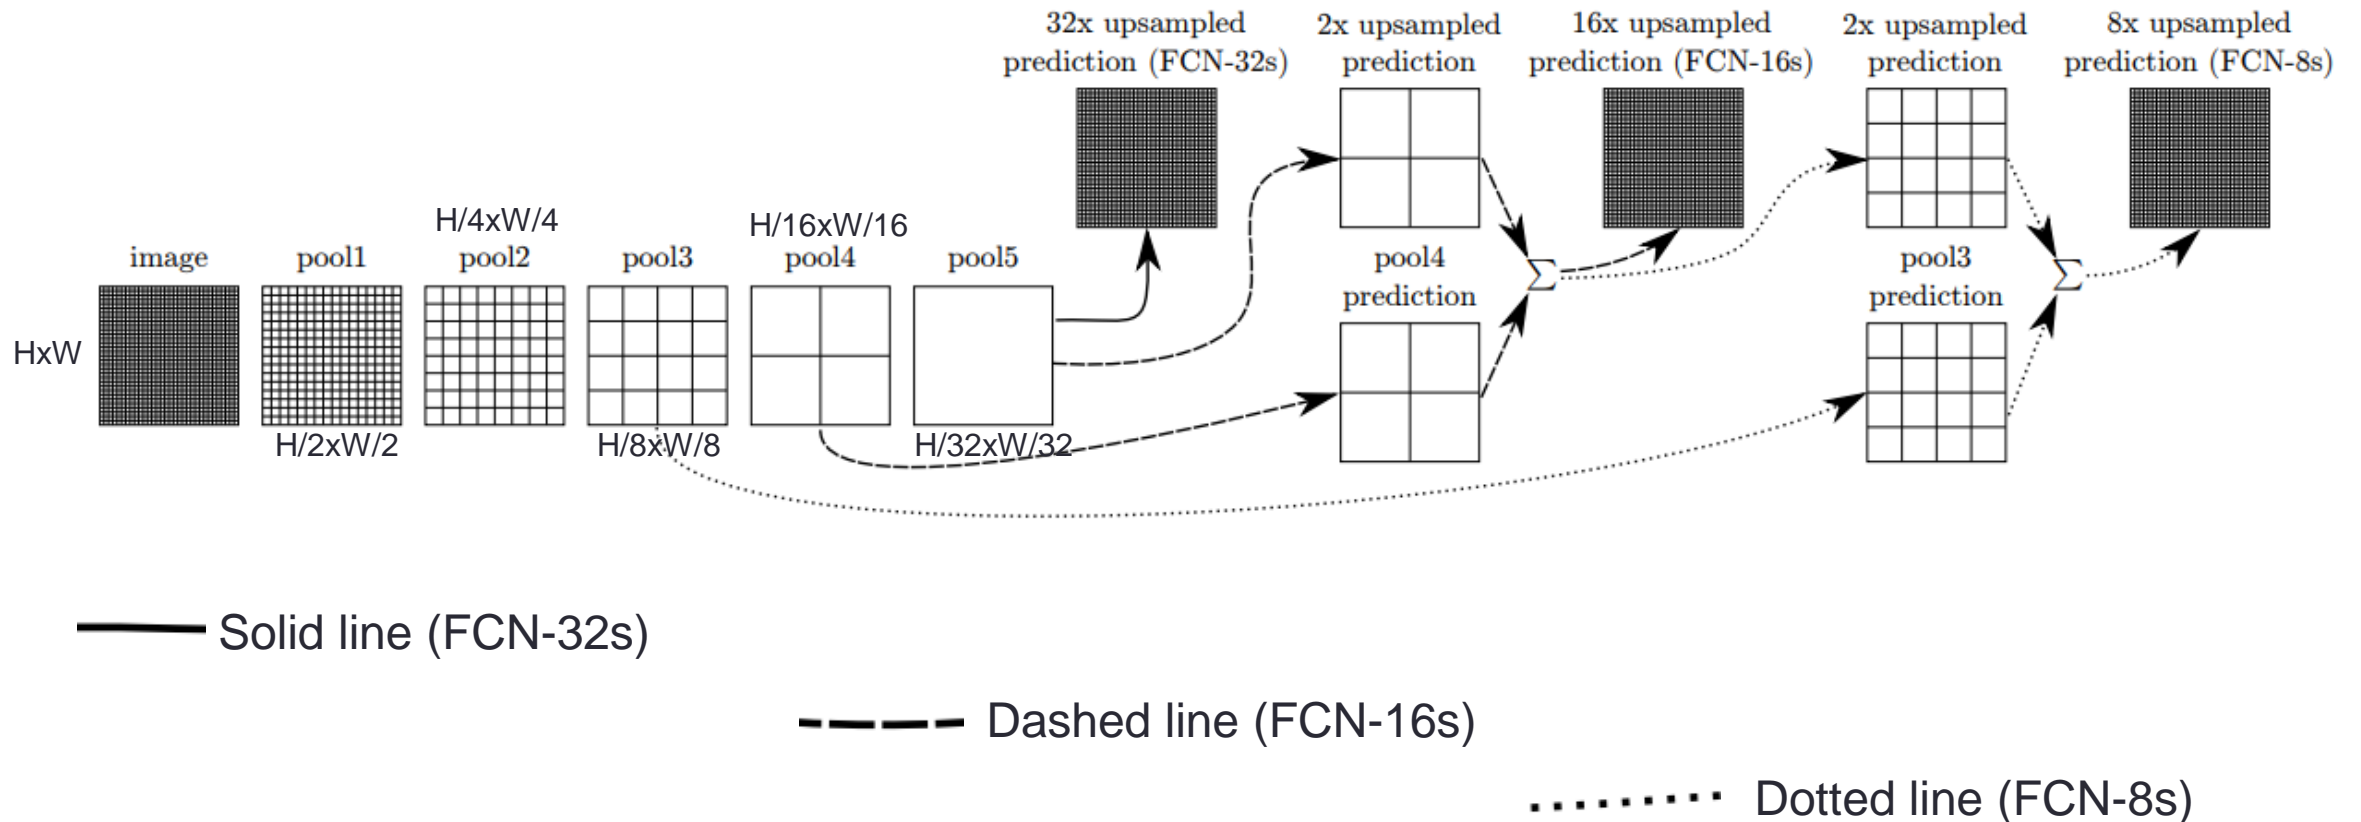 32x upsampled
prediction (FCN-32s)
2x upsampled
prediction
16x upsampled
prediction (FCN-16s)
2x upsampled
prediction
8x upsampled
prediction (FCN-8s)
H/4xW/4
H/16xW/16
image
pool1
pool2
pool3
pool4
pool5
pool4
prediction
Σ
pool3
prediction
Σ
HxW
H/2xW/2
H/8xW/8
H/32xW/32
Solid line (FCN-32s)
Dashed line (FCN-16s)
Dotted line (FCN-8s)